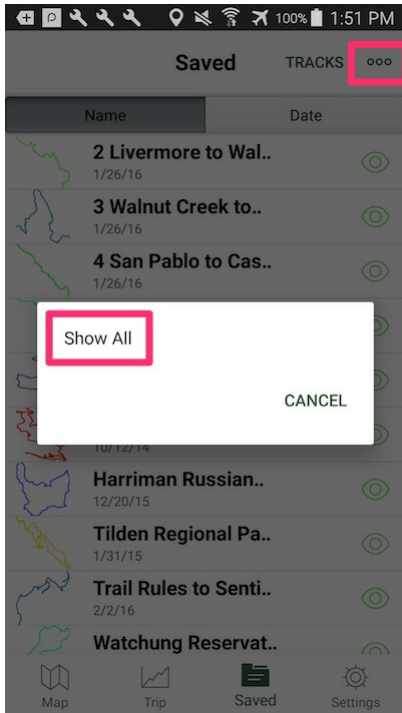 100% 1:51 PM
Saved
TRACKS
Name
Date
2 Livermore to Wal..
1/26/16
3 Walnut Creek to..
1/26/16
4 San Pablo to Cas..
1/26/16
Show All
CANCEL
10/12/14
Harriman Russian..
12/20/15
Tilden Regional Pa..
1/31/15
Trail Rules to Senti..
2/2/16
Watchung Reservat..
Map
Trip
Saved
Settings